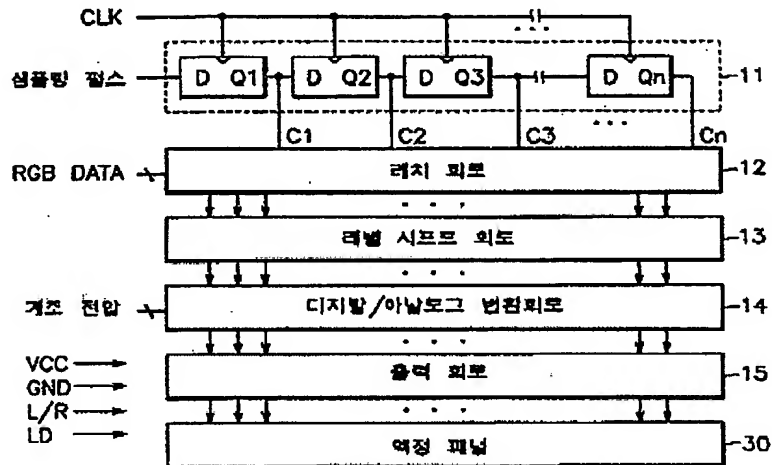 CLK
샘플링 펄스
D Q1 D Q2 D Q3 D Qn
11
C1 C2 C3 Cn
RGB DATA
래치 회로
12
레벨 시프트 회로
13
계조 전압
디지탈/아날로그 변환회로
14
VCC
GND
L/R
LD
출력 회로
15
액정 패널
30